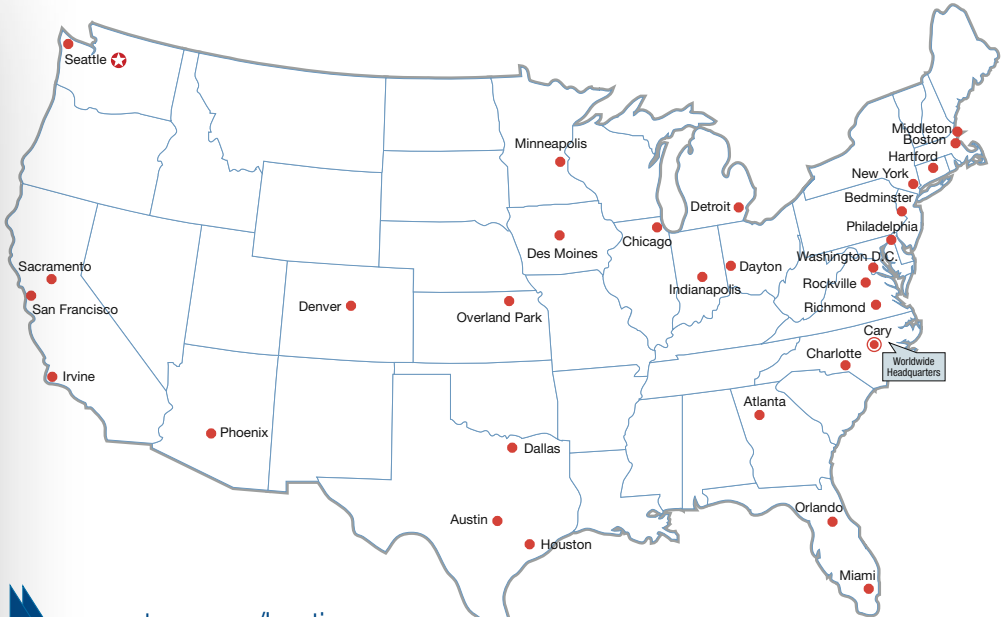 Seattle
Minneapolis
Middleton
Boston
Hartford
New York
Detroit
Bedminster
Philadelphia
Chicago
Des Moines
Washington D.C.
Dayton
Sacramento
Indianapolis
Rockville
San Francisco
Denver
Overland Park
Richmond
Cary
Charlotte
Worldwide
Headquarters
Irvine
Atlanta
Phoenix
Dallas
Orlando
Austin
Houston
Miami